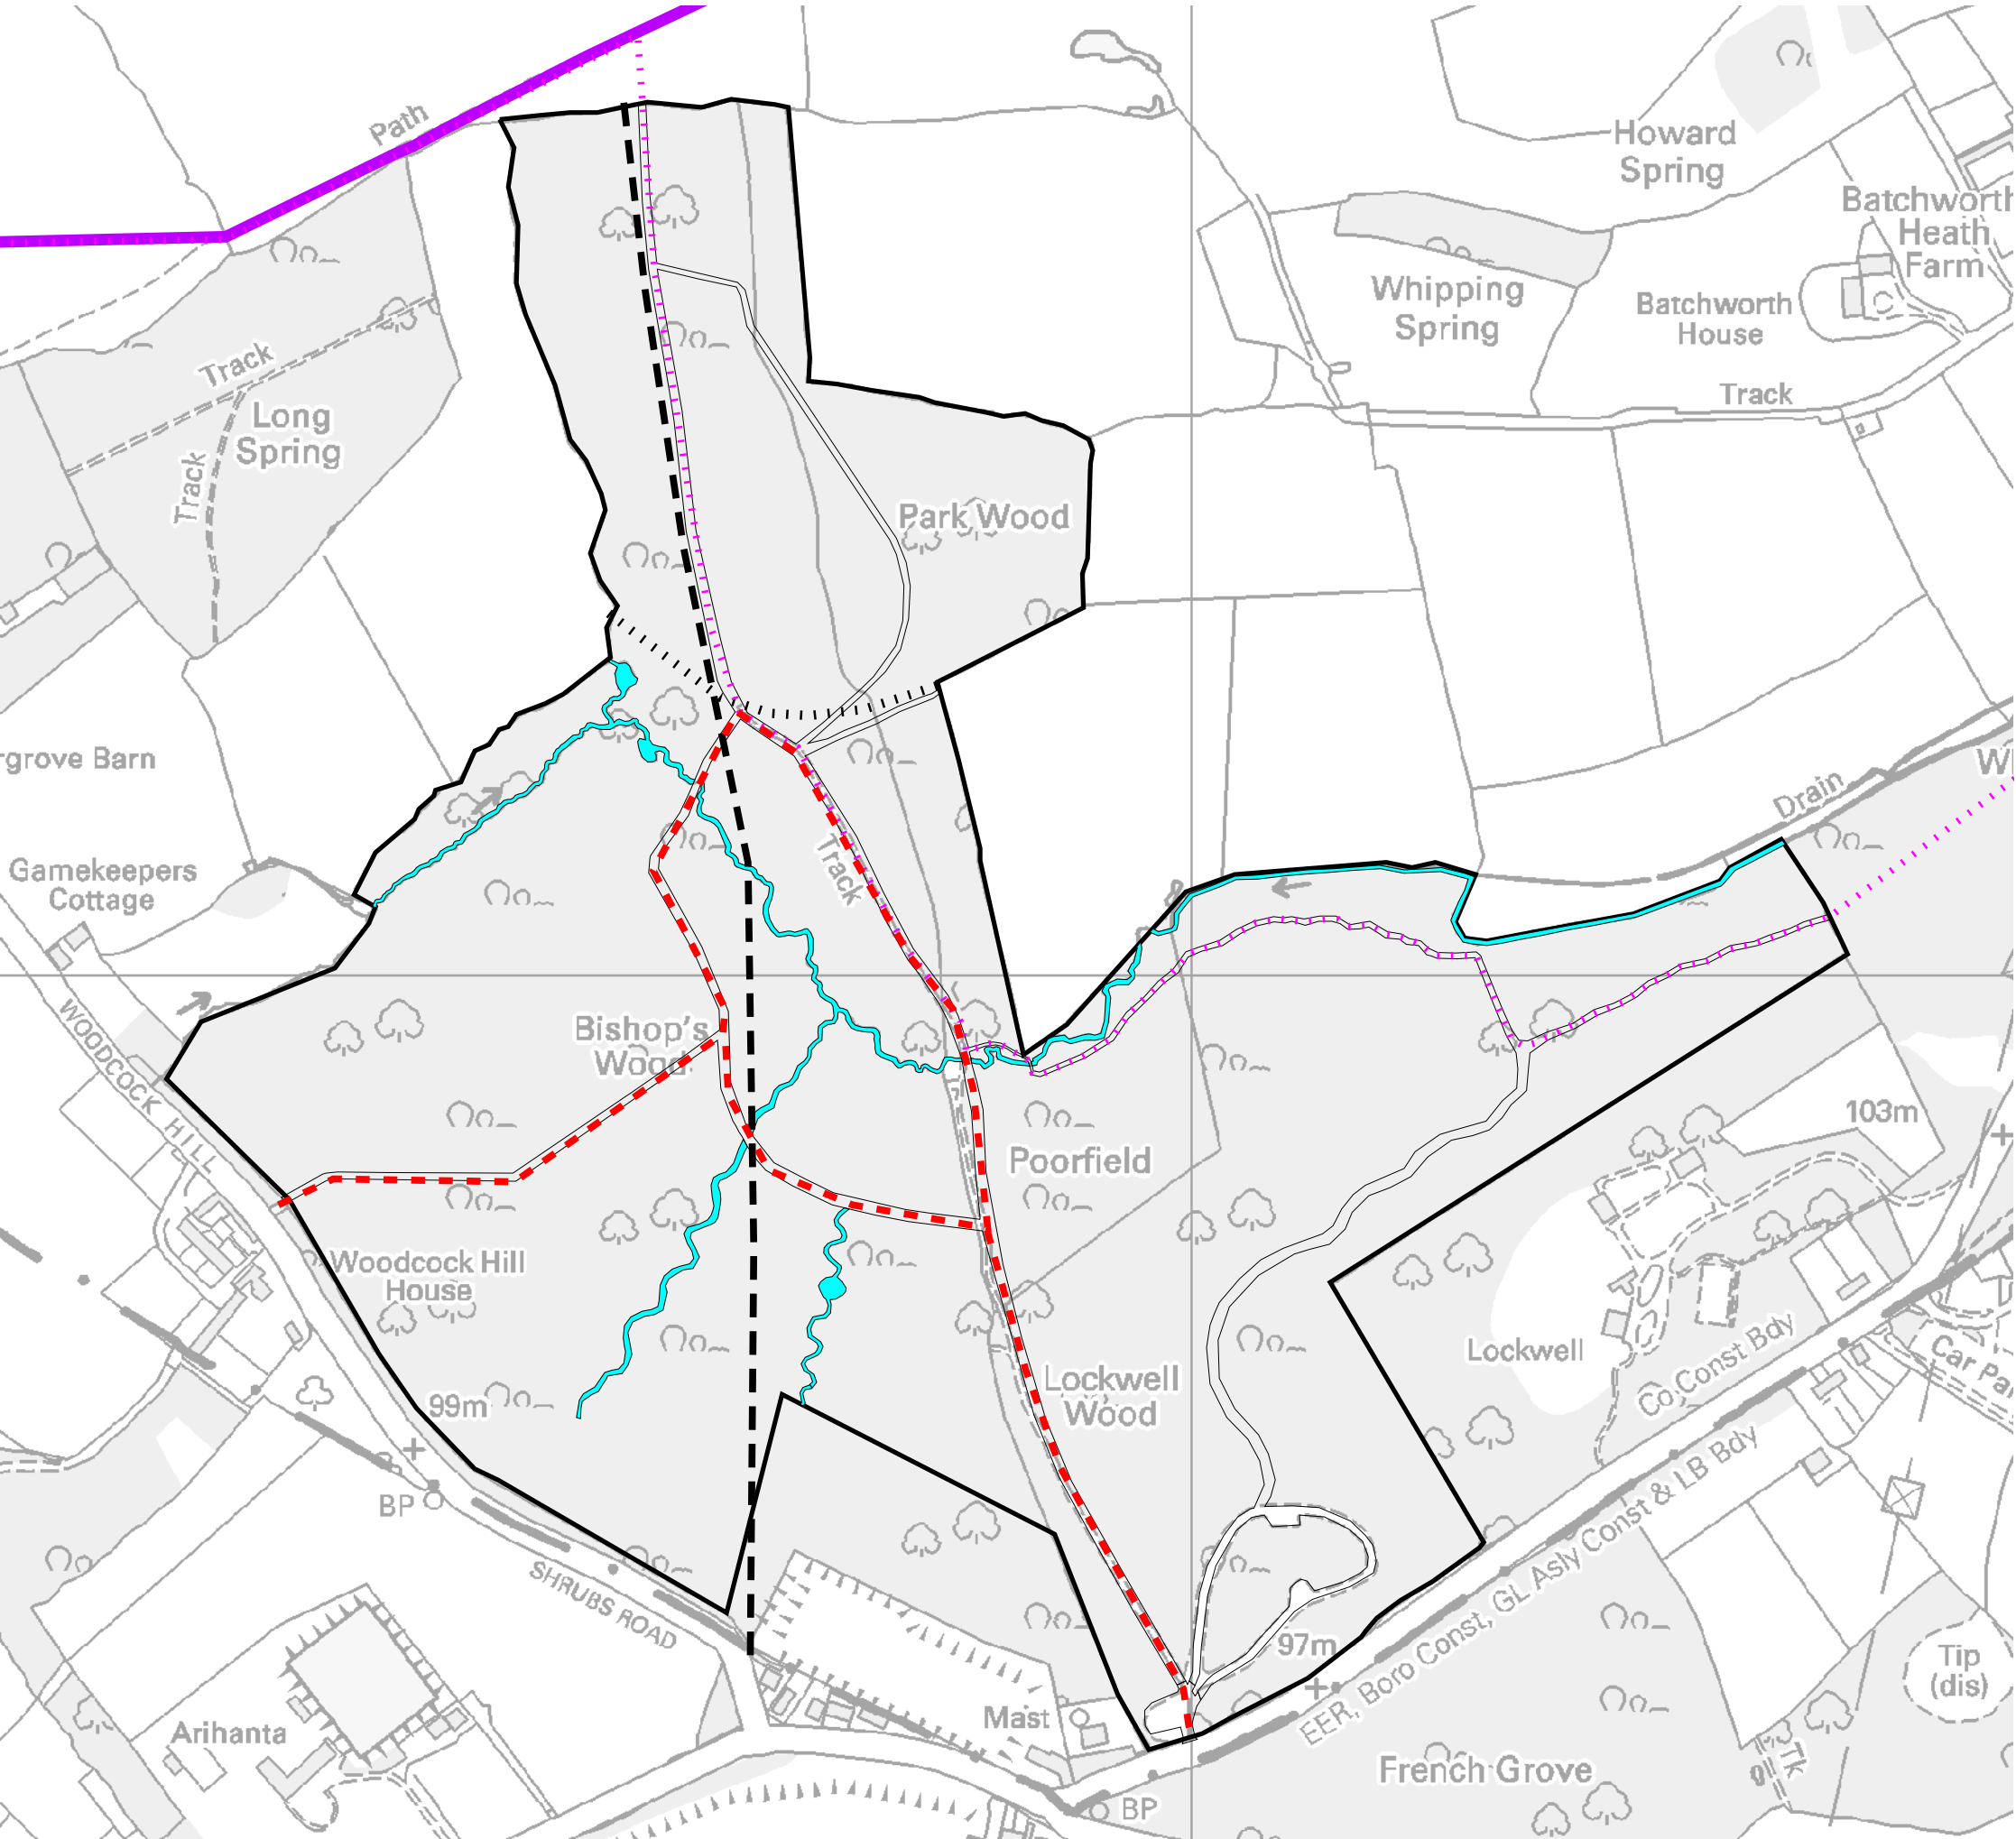 Path
Howard
Spring
Batchworth
Heath
Farm
Whipping
Spring
Batchworth
House
Track
Track
Long
Spring
Track
Park Wood
rgrove Barn
Drain
Gamekeepers
Cottage
Track
WOODCOCK HILL
Bishop's
Wood
103m
Poorfield
Woodcock Hill
House
Lockwell
Co Const Bdy
Car Pa
Lockwell
Wood
99m
BP
EER, Boro Const, GL Asly Const & LB Bdy
SHRUBS ROAD
97m
Tip
(dis)
Mast
Arihanta
French Grove
Tk
BP